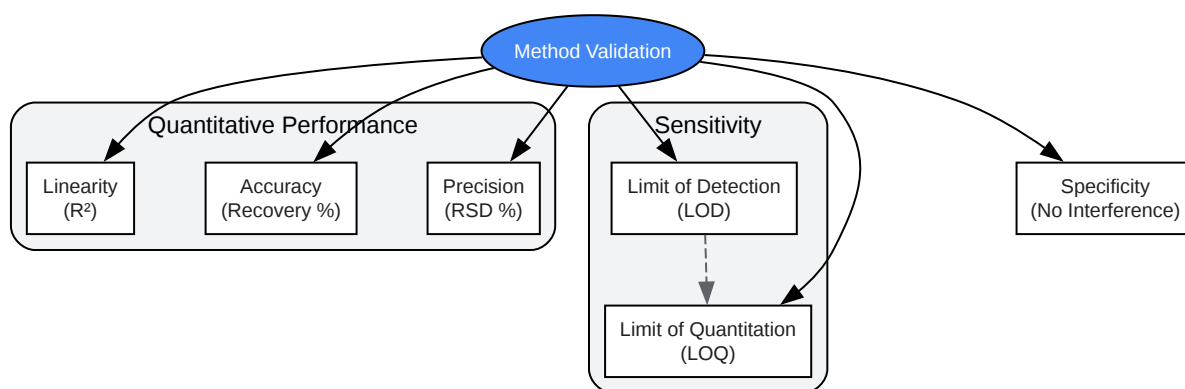 Method Validation
Quantitative Performance
Sensitivity
Linearity
(R²)
Accuracy
(Recovery %)
Precision
(RSD %)
Limit of Detection
(LOD)
Specificity
(No Interference)
Limit of Quantitation
(LOQ)